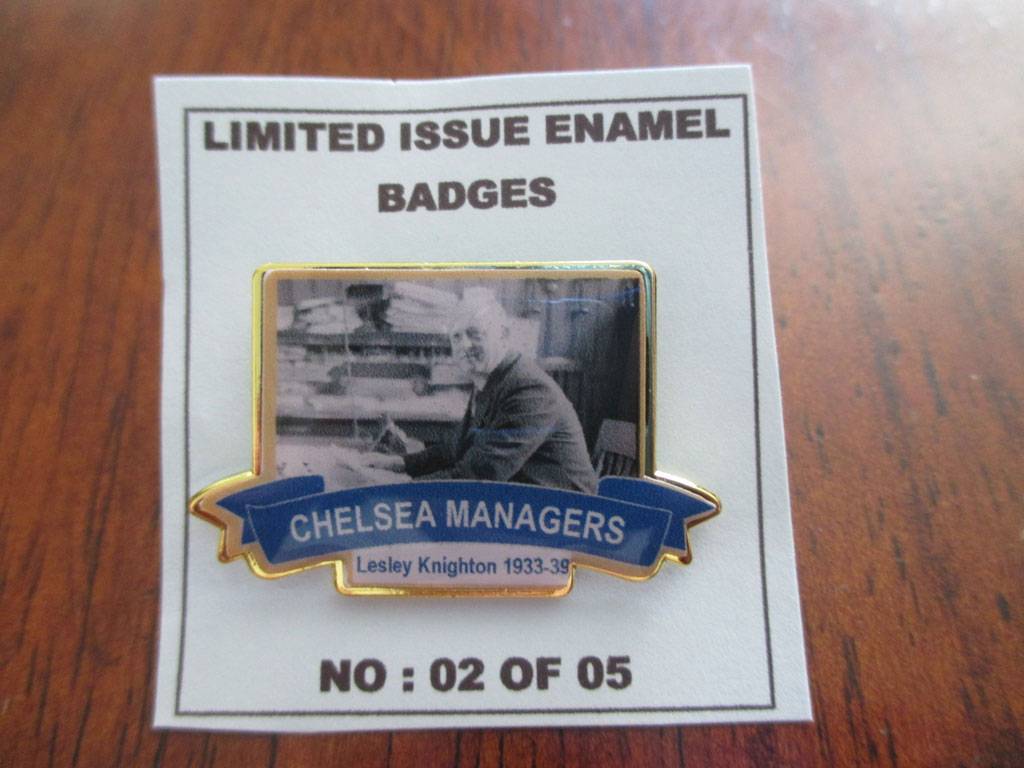 LIMITED ISSUE ENAMEL
BADGES
CHELSEA MANAGERS
Lesley Knighton 1933-39
NO : 02 OF 05